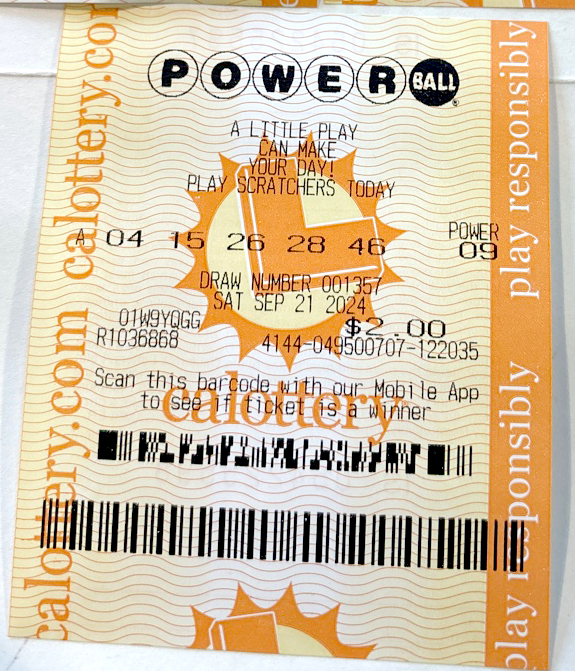 POWERBALL
A LITTLE PLAY
CAN MAKE
YOUR DAY!
PLAY SCRATCHERS TODAY
A 04 15 26 28 46
POWER
09
DRAW NUMBER 001357
SAT SEP 21 2024
01W9YQGG
$2.00
R1036868
4144-049500707-122035
Scan this barcode with our Mobile App
to see if ticket is a winner
calottery
calottery.com calottery.com
play responsibly play responsibly